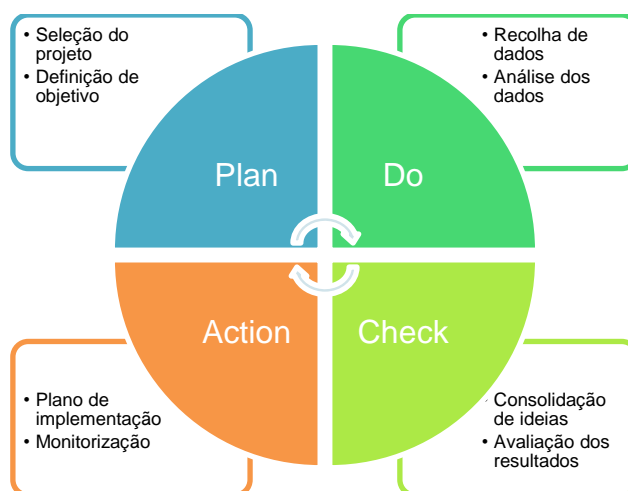 • Seleção do
projeto
• Definição de
objetivo
• Recolha de
dados
• Análise dos
dados
Plan
Do
Action
Check
• Plano de
implementação
• Monitorização
• Consolidação
de ideias
• Avaliação dos
resultados